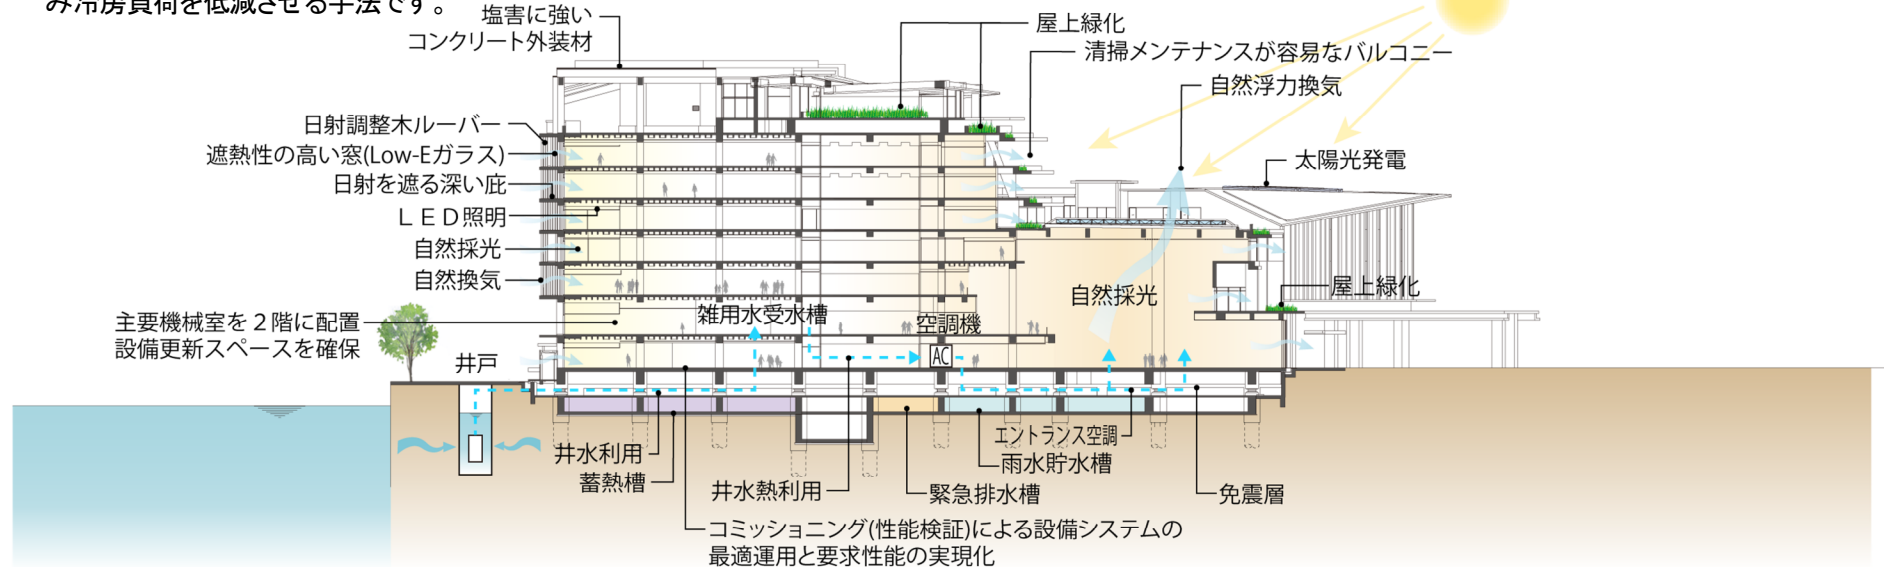 み冷房負荷を低減させる手法です。
塩害に強い
コンクリート外装材
屋上緑化
清掃メンテナンスが容易なバルコニー
自然浮力換気
日射調整木ルーバー
遮熱性の高い窓(Low-Eガラス)
太陽光発電
日射を遮る深い庇
ＬＥＤ照明
自然採光
自然換気
自然採光
屋上緑化
主要機械室を２階に配置
設備更新スペースを確保
雑用水受水槽
空調機
AC
井戸
エントランス空調
井水利用
雨水貯水槽
蓄熱槽
井水熱利用
緊急排水槽
免震層
コミッショニング(性能検証)による設備システムの
最適運用と要求性能の実現化